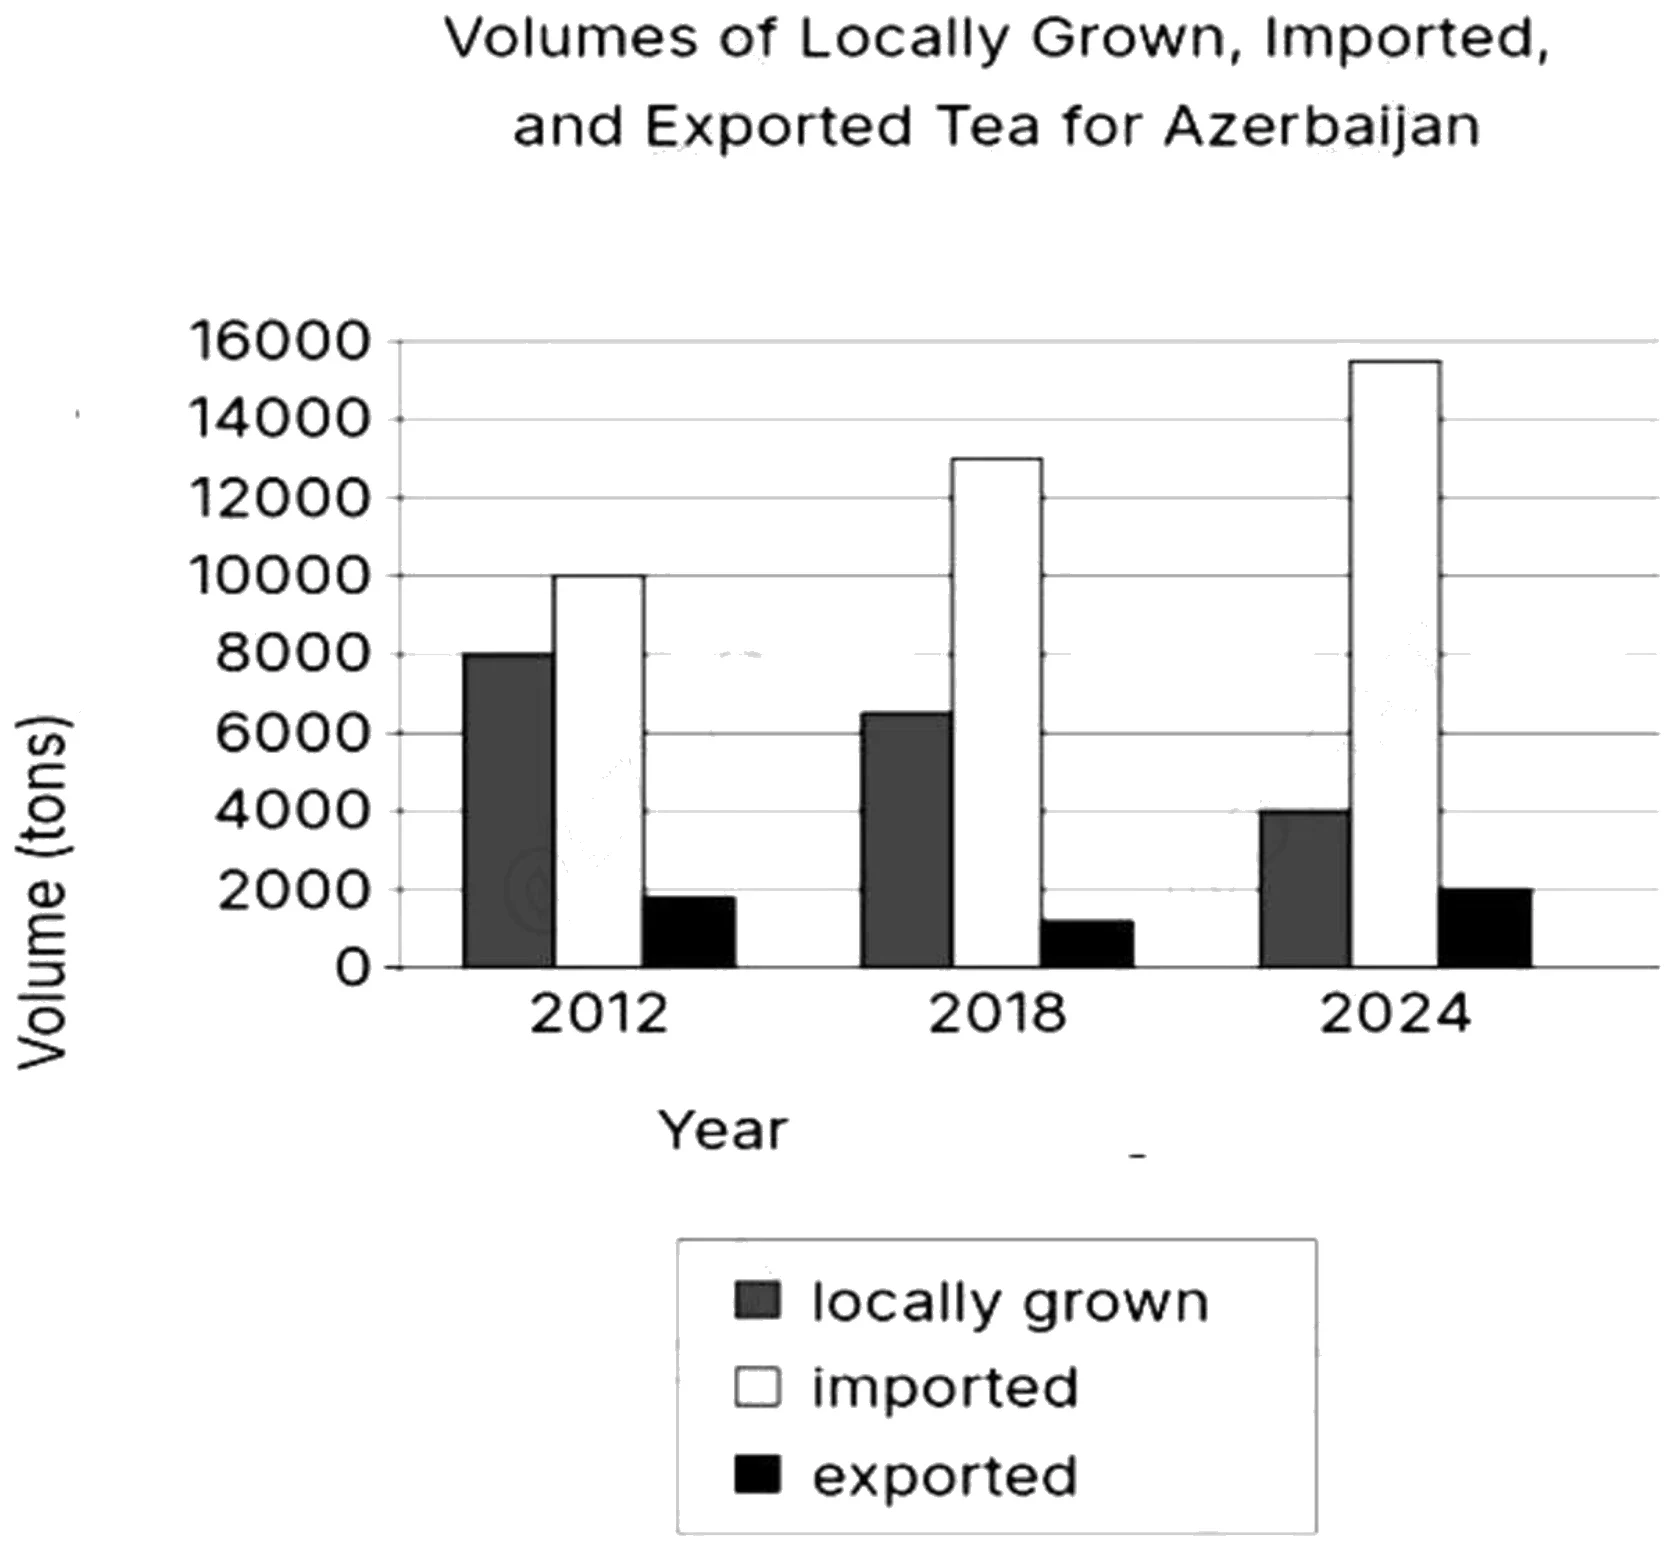 Volumes of Locally Grown, Imported,
and Exported Tea for Azerbaijan
Volume (tons)
16000
14000
12000
10000
8000
6000
4000
2000
0
2012 2018 2024
Year
locally grown
imported
exported